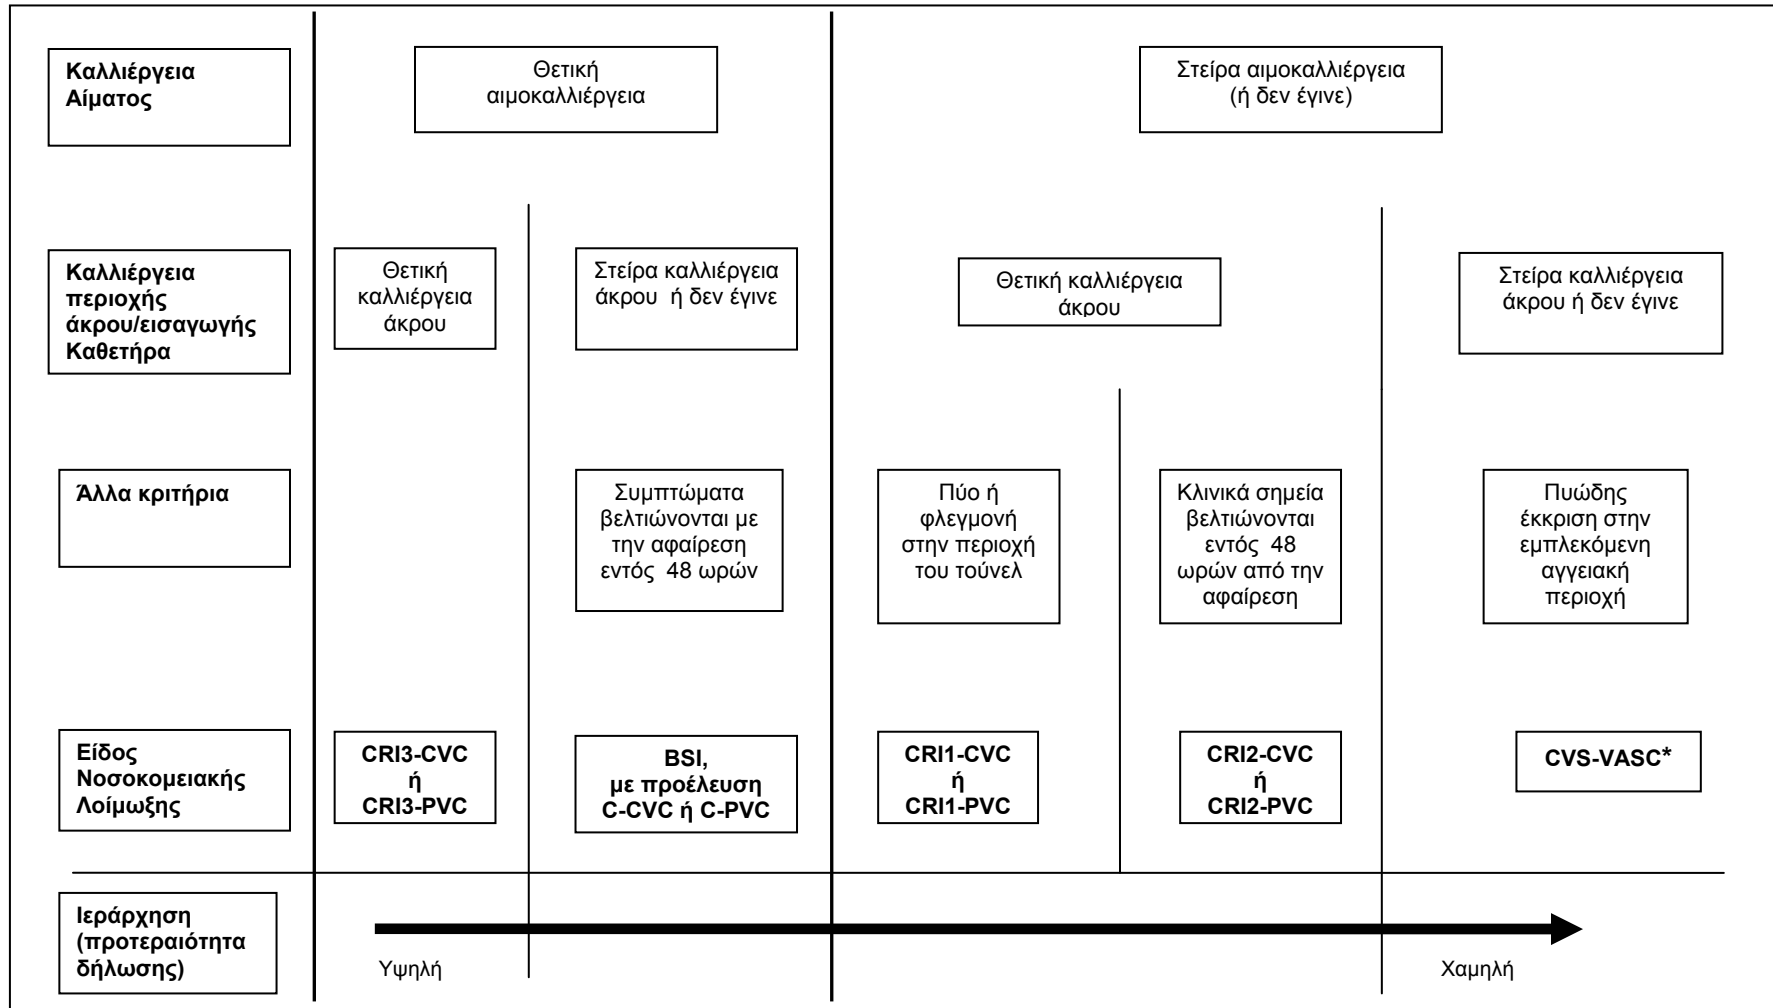 Καλλιέργεια
Αίματος
Θετική
αιμοκαλλιέργεια
Στείρα αιμοκαλλιέργεια
(ή δεν έγινε)
Καλλιέργεια
περιοχής
άκρου/εισαγωγής
Καθετήρα
Θετική
καλλιέργεια
άκρου
Στείρα καλλιέργεια
άκρου ή δεν έγινε
Θετική καλλιέργεια
άκρου
Στείρα καλλιέργεια
άκρου ή δεν έγινε
Άλλα κριτήρια
Συμπτώματα
βελτιώνονται με
την αφαίρεση
εντός 48 ωρών
Πύο ή
φλεγμονή
στην περιοχή
του τούνελ
Κλινικά σημεία
βελτιώνονται
εντός 48
ωρών από την
αφαίρεση
Πυώδης
έκκριση στην
εμπλεκόμενη
αγγειακή
περιοχή
Είδος
Νοσοκομειακής
Λοίμωξης
CRI3-CVC
ή
CRI3-PVC
BSI,
με προέλευση
C-CVC ή C-PVC
CRI1-CVC
ή
CRI1-PVC
CRI2-CVC
ή
CRI2-PVC
CVS-VASC*
Ιεράρχηση
(προτεραιότητα
δήλωσης)
Υψηλή
Χαμηλή